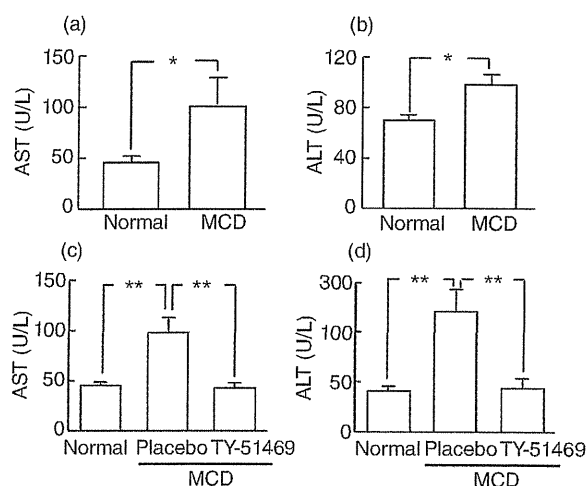 (a)
AST (U/L)
150
100
50
0
*
Normal MCD
(b)
ALT (U/L)
120
80
40
0
*
Normal MCD
(c)
AST (U/L)
150
100
50
0
** **
Normal Placebo TY-51469
MCD
(d)
ALT (U/L)
300
100
50
0
** **
Normal Placebo TY-51469
MCD